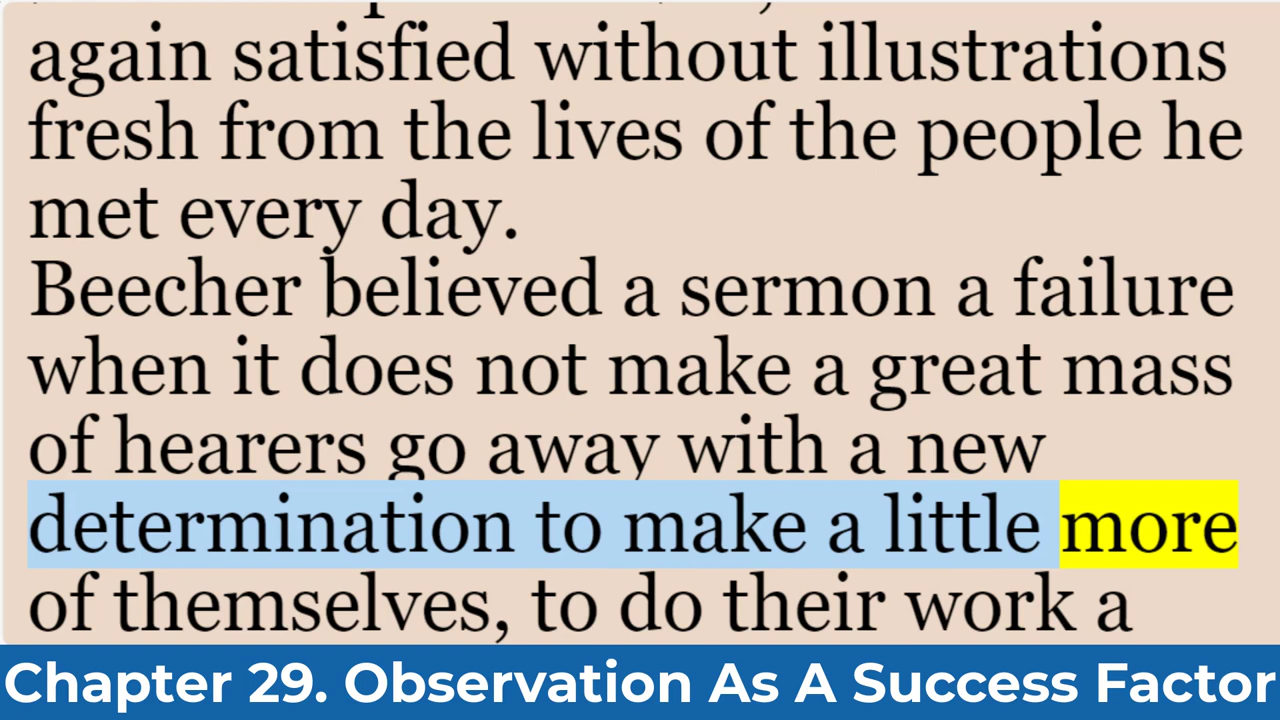 again satisfied without illustrations
fresh from the lives of the people he
met every day.
Beecher believed a sermon a failure
when it does not make a great mass
of hearers go away with a new
determination to make a little more
of themselves, to do their work a
Chapter 29. Observation As A Success Factor